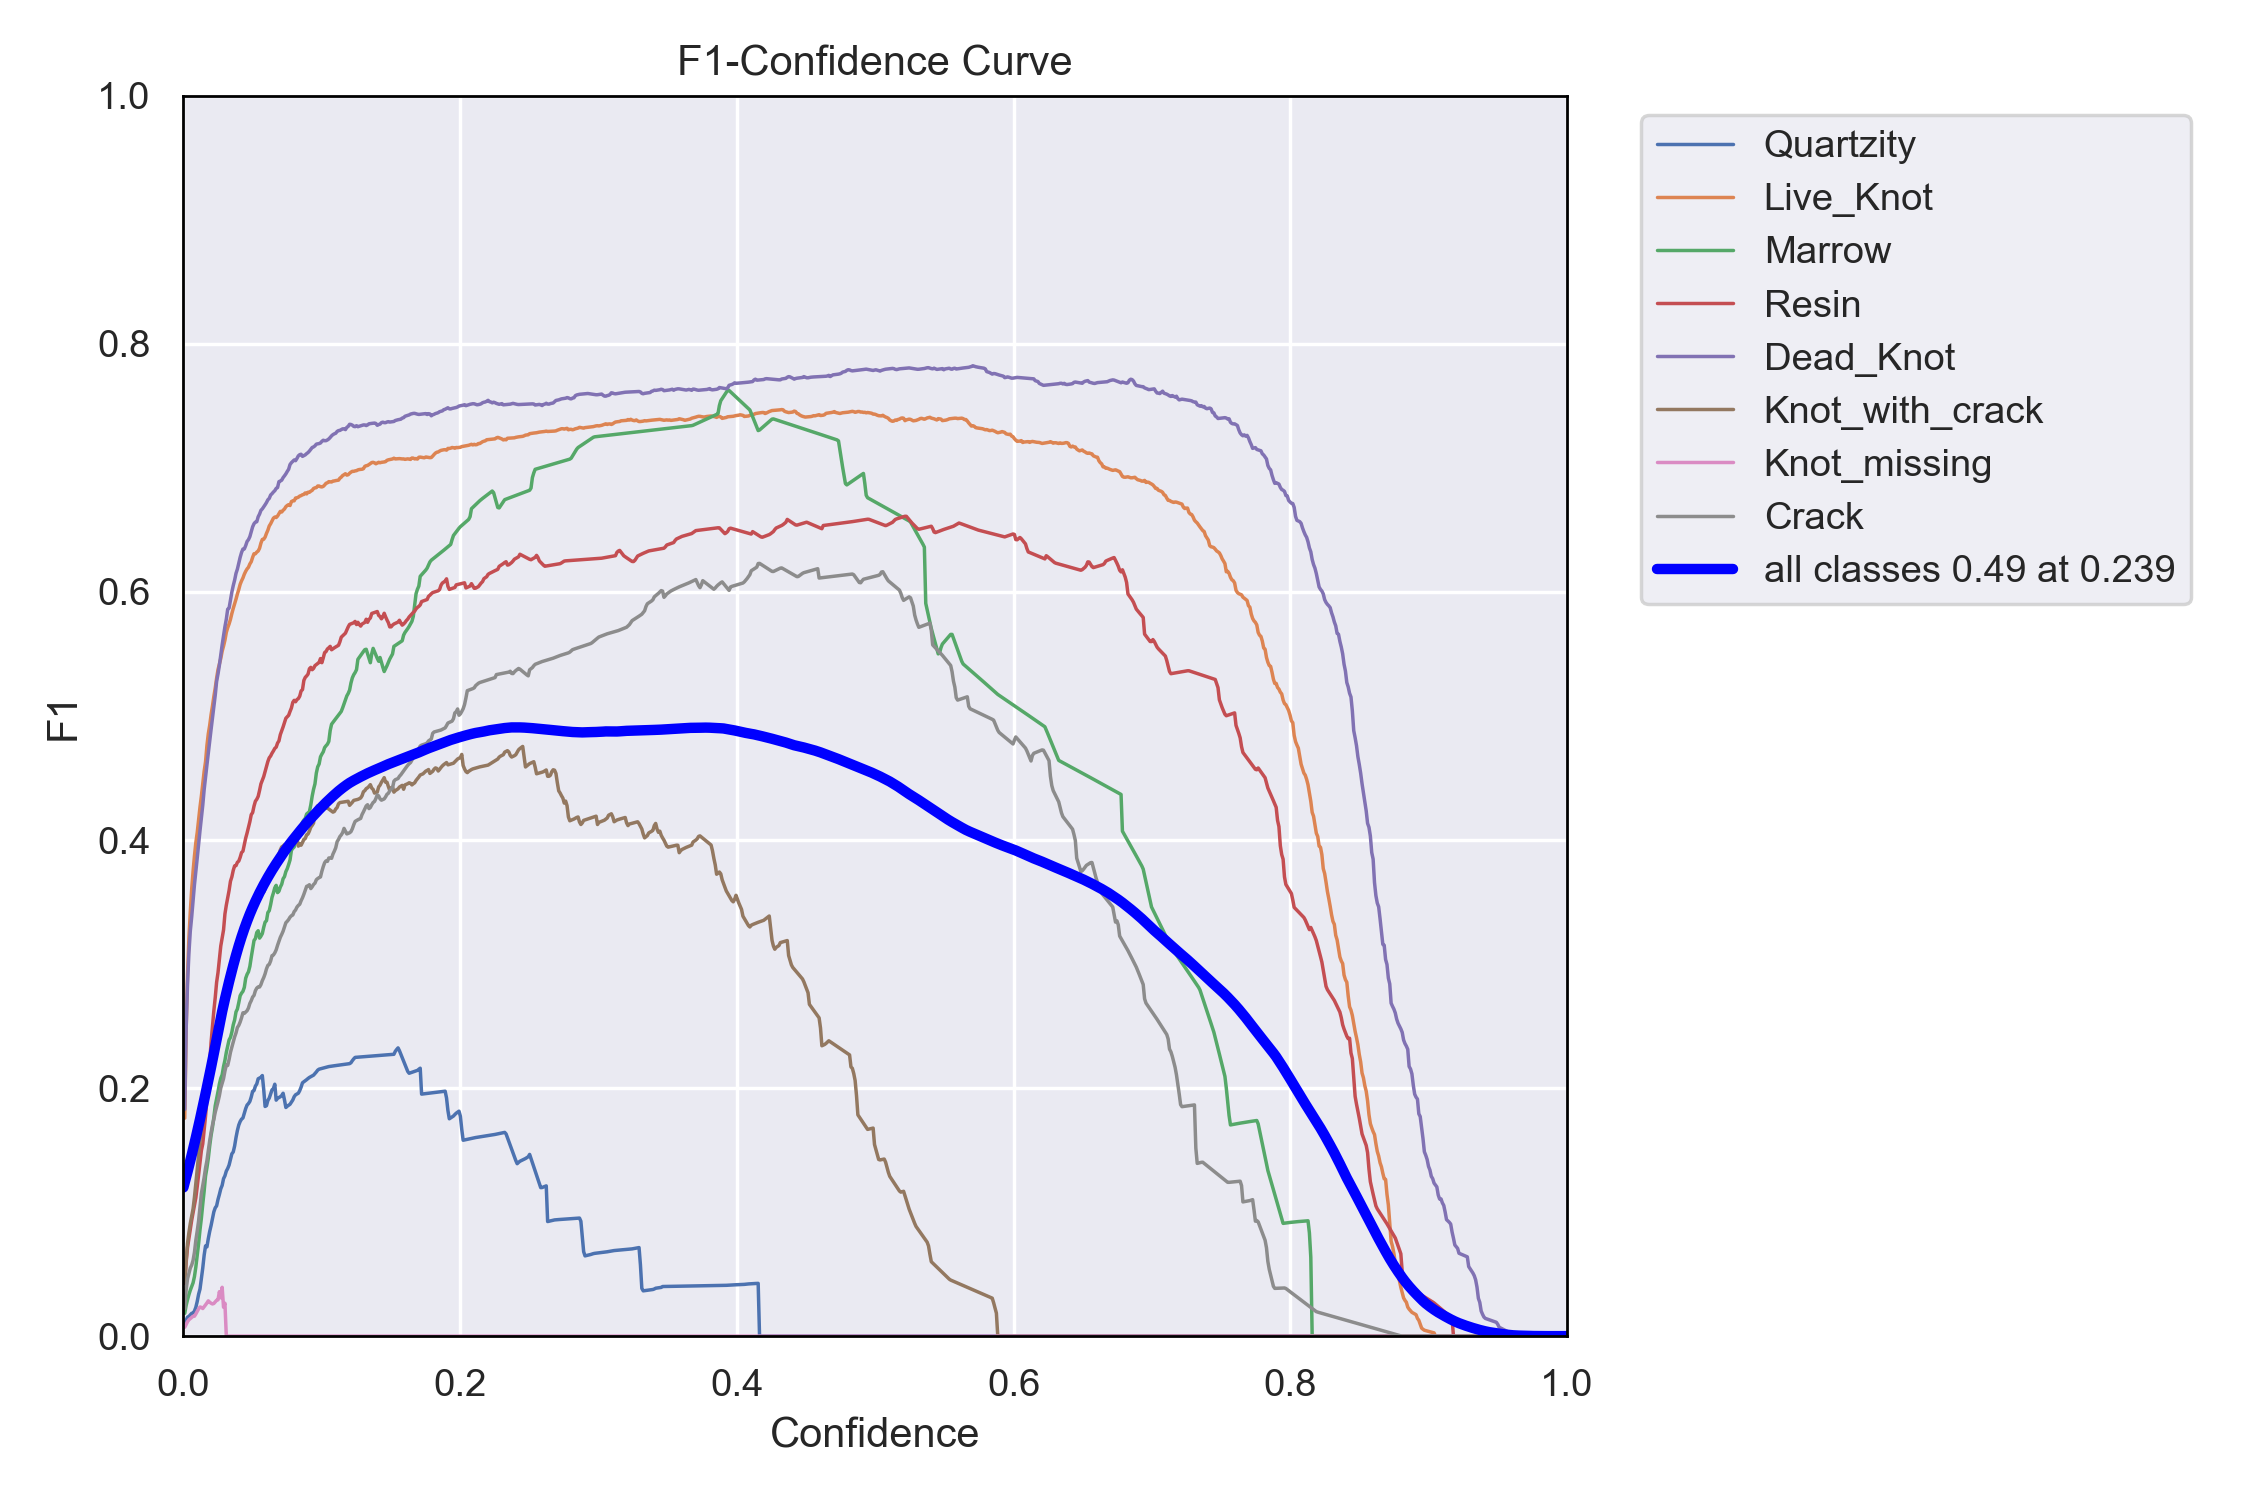 F1-Confidence Curve
1.0
0.8
0.6
0.4
0.2
0.0
F1
0.0 0.2 0.4 0.6 0.8 1.0
Confidence
Quartzity
Live_Knot
Marrow
Resin
Dead_Knot
Knot_with_crack
Knot_missing
Crack
all classes 0.49 at 0.239